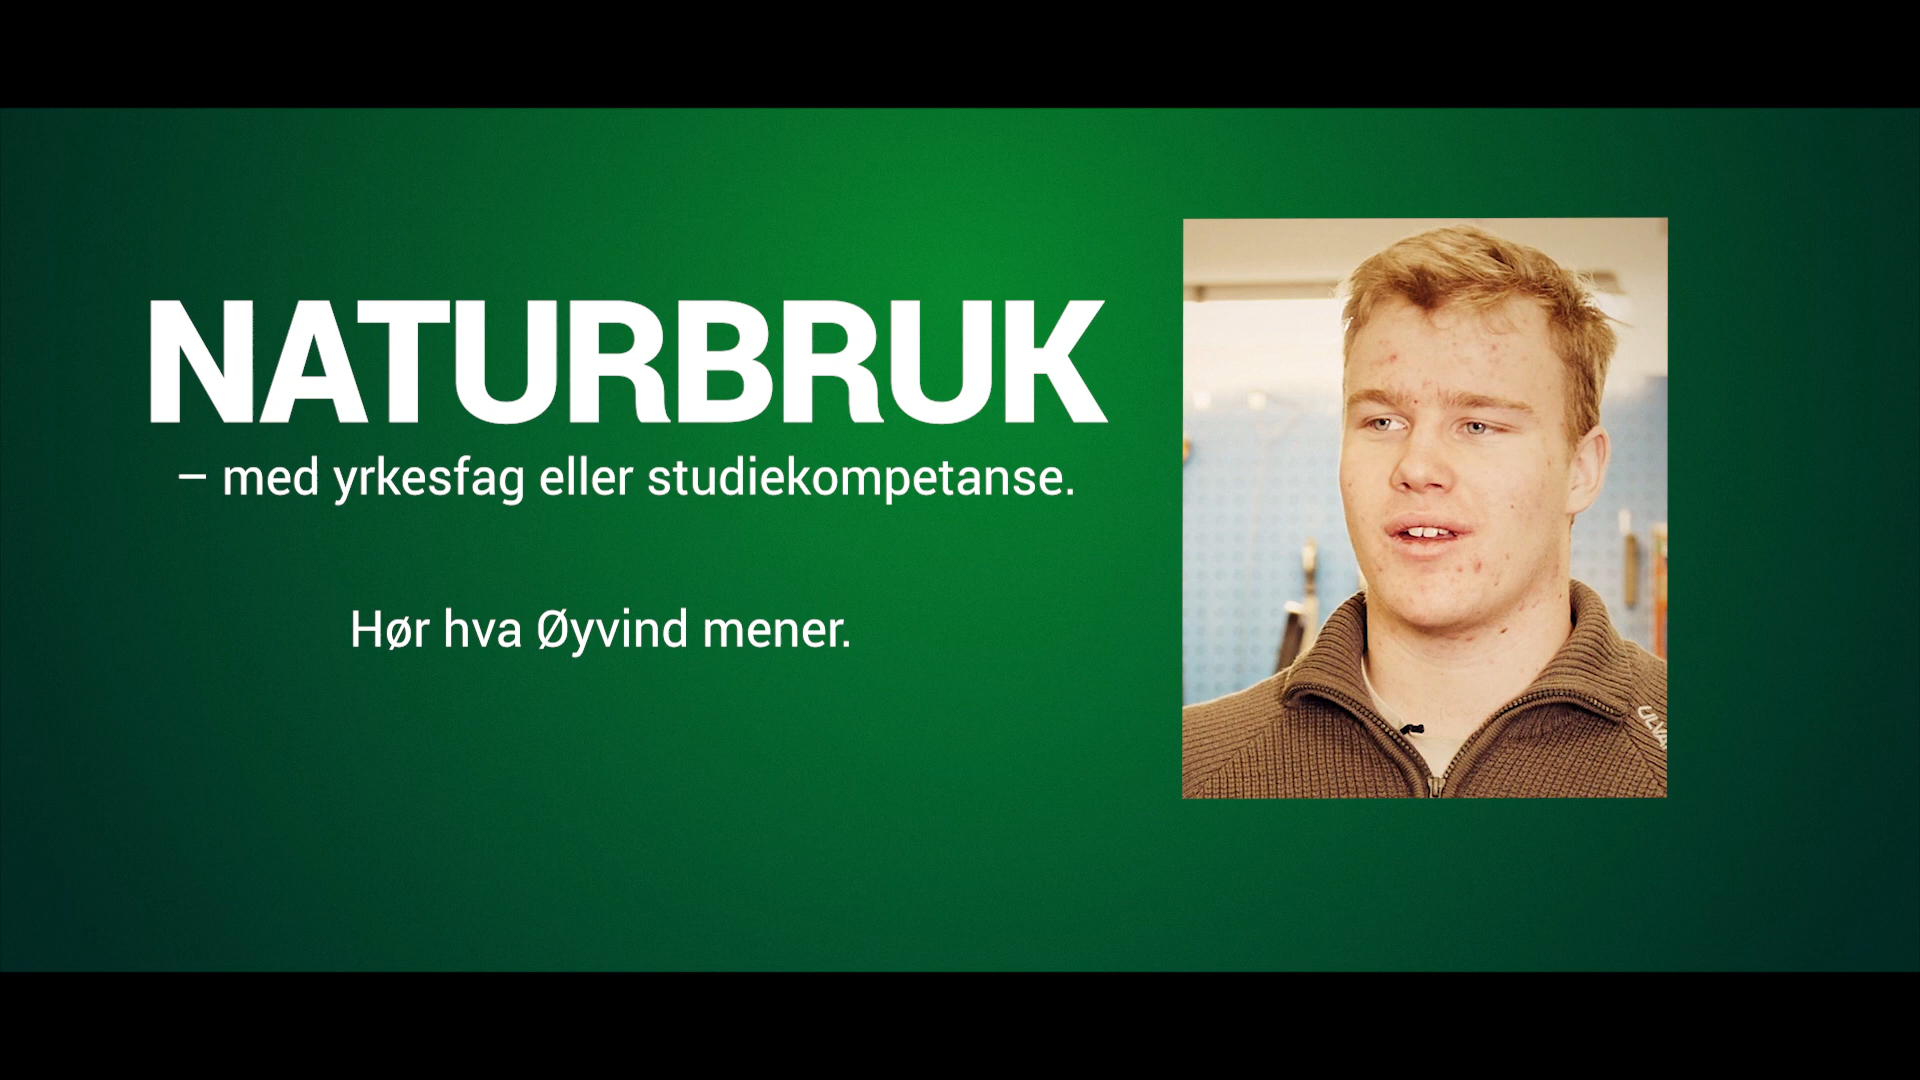 NATURBRUK
– med yrkesfag eller studiekompetanse.
Hør hva Øyvind mener.